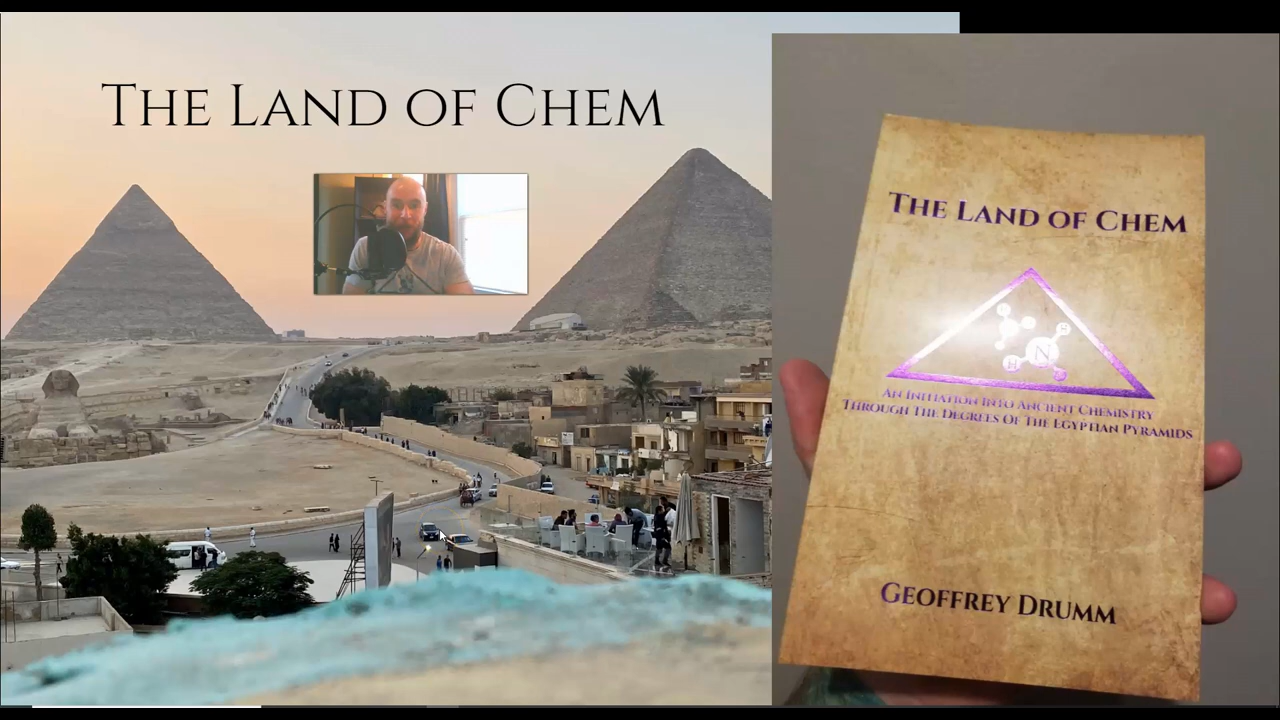 The Land of Chem
The Land of Chem
N
H
An Initiation Into Ancient Chemistry
Through The Degrees Of The Egyptian Pyramids
Geoffrey Drumm